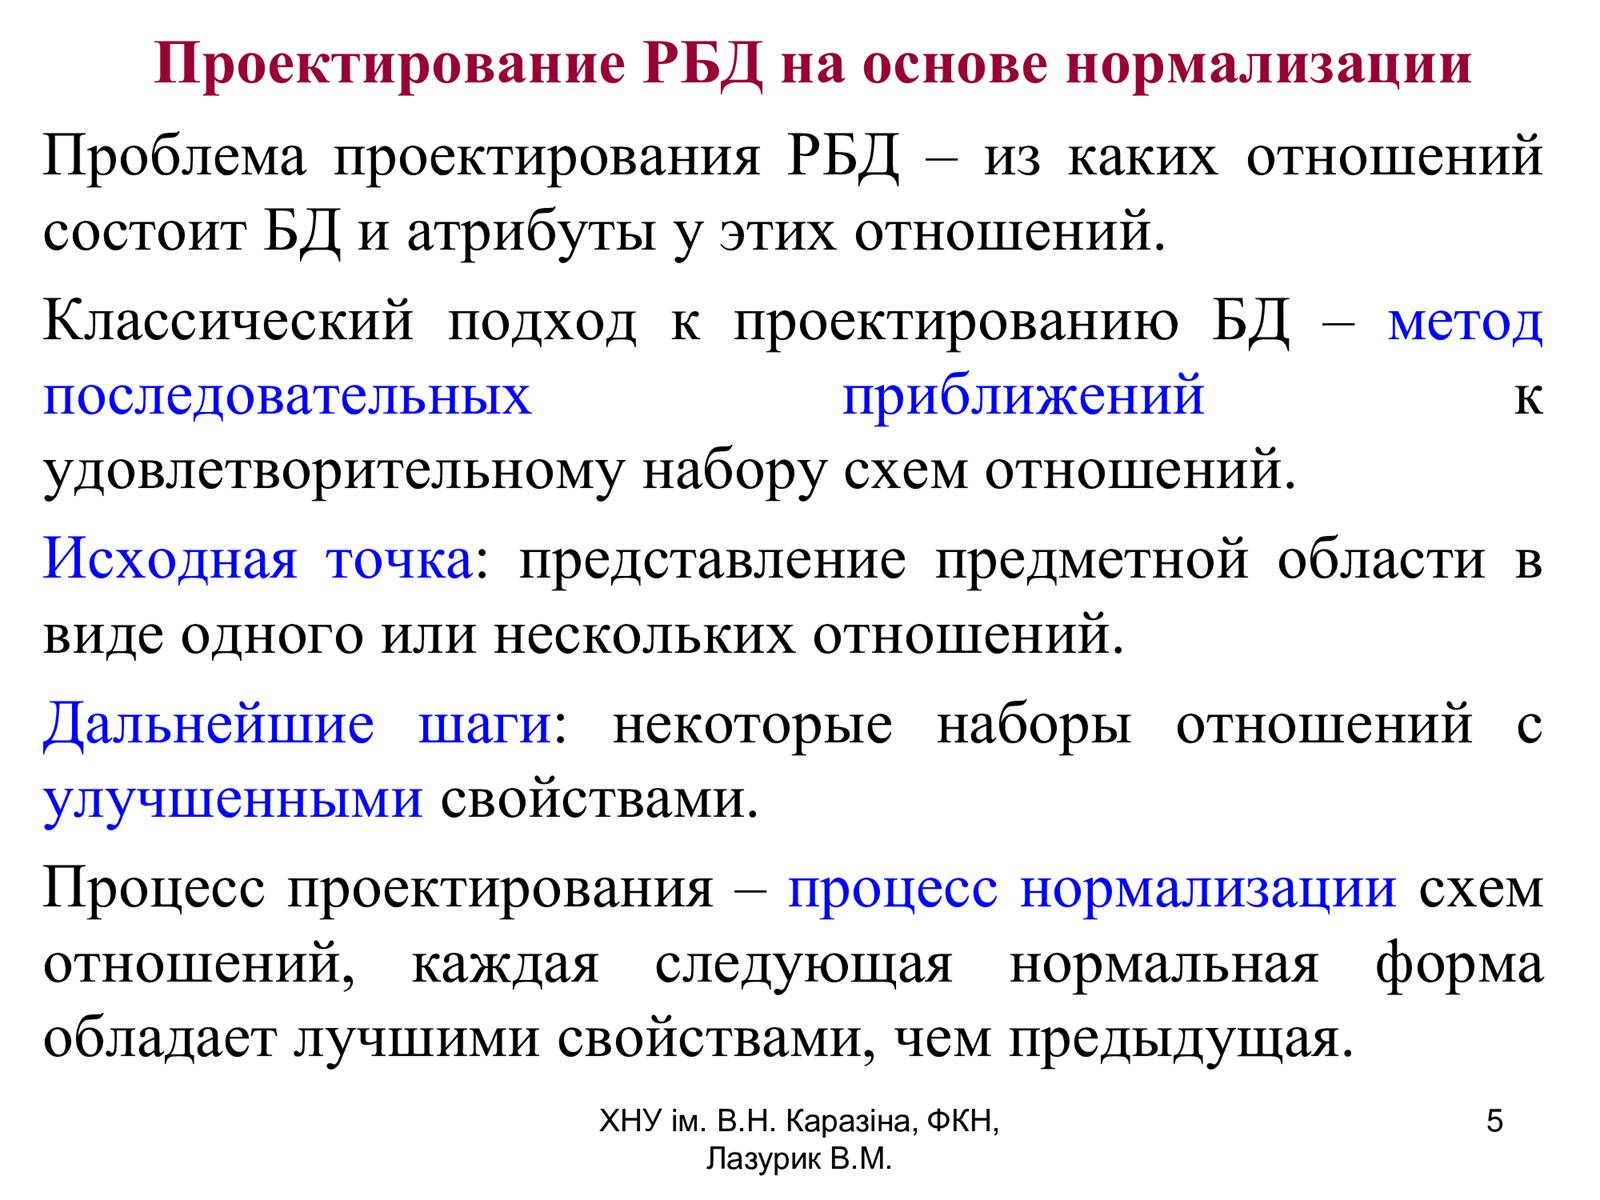 Проектирование РБД на основе нормализации
Проблема проектирования РБД – из каких отношений
состоит БД и атрибуты у этих отношений.
Классический подход к проектированию БД – метод
последовательных приближений к
удовлетворительному набору схем отношений.
Исходная точка: представление предметной области в
виде одного или нескольких отношений.
Дальнейшие шаги: некоторые наборы отношений с
улучшенными свойствами.
Процесс проектирования – процесс нормализации схем
отношений, каждая следующая нормальная форма
обладает лучшими свойствами, чем предыдущая.
ХНУ ім. В.Н. Каразіна, ФКН,
Лазурик В.М.
5